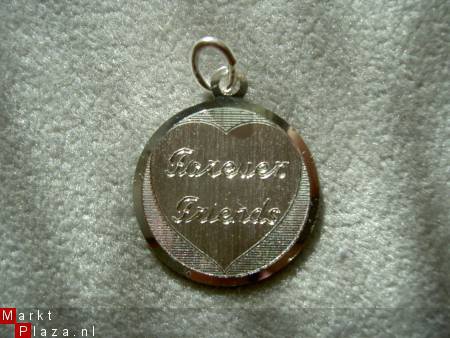 Forever
Friends
Markt
Plaza.nl